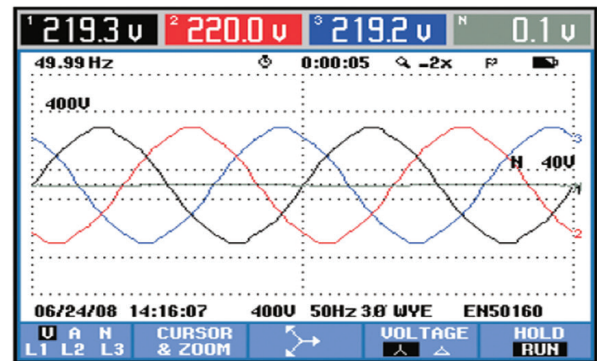 1 219.3 V 2 220.0 V 3 219.2 V N 0.1 V
49.99 Hz 0:00:05 -2x P
400V
3
N 40V
1
2
06/24/08 14:16:07 400V 50Hz 3.Ø WYE EN50160
V A N CURSOR VOLTAGE HOLD
L1 L2 L3 & ZOOM RUN